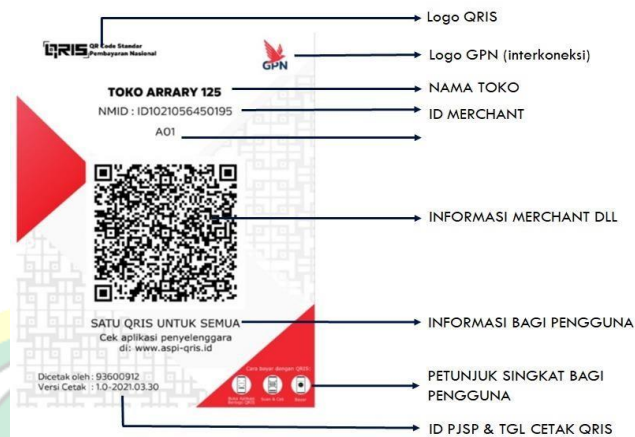 Logo QRIS
QRIS QR Code Standar
Pembayaran Nasional
GPN
Logo GPN (interkoneksi)
TOKO ARRARY 125
NAMA TOKO
NMID : ID1021056450195
ID MERCHANT
A01
INFORMASI MERCHANT DLL
SATU QRIS UNTUK SEMUA
INFORMASI BAGI PENGGUNA
Cek aplikasi penyelenggara
di: www.aspi-qris.id
Cara Bayar dengan QRIS:
Dicetak oleh : 93600912
Versi Cetak : 1.0-2021.03.30
Scan & Cek
Bayar
PETUNJUK SINGKAT BAGI
PENGGUNA
ID PJSP & TGL CETAK QRIS